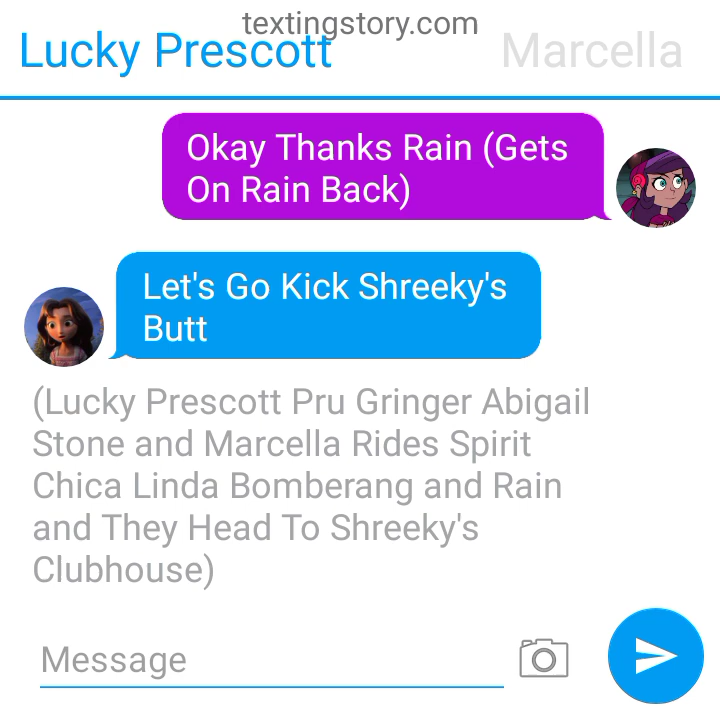 textingstory.com
Lucky Prescott
Marcella
Okay Thanks Rain (Gets
On Rain Back)
Let's Go Kick Shreeky's
Butt
(Lucky Prescott Pru Gringer Abigail
Stone and Marcella Rides Spirit
Chica Linda Bomberang and Rain
and They Head To Shreeky's
Clubhouse)
Message